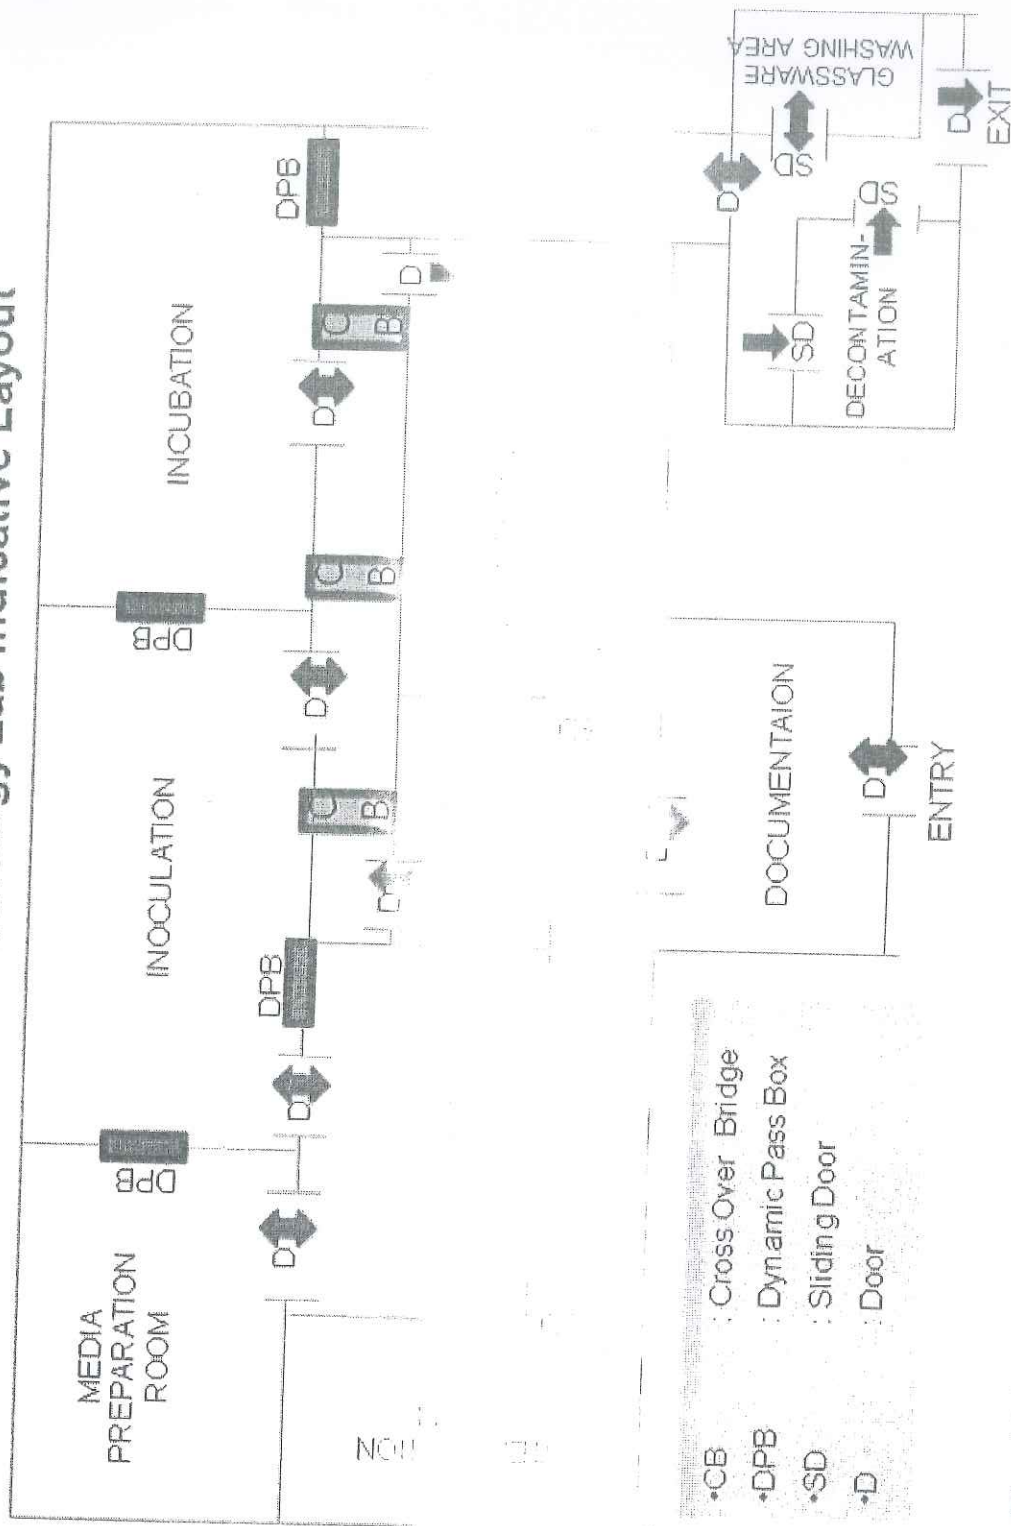 Lab Indicative Layout
MEDIA
PREPARATION
ROOM
INOCULATION
INCUBATION
DPB
DPB
DPB
DPB
D
D
D
D
D
D
C
B
C
B
C
B
D
DOCUMENTAION
D
ENTRY
GLASSWARE
WASHING AREA
SD
D
SD
SD
DECONTAMIN-
ATION
D
EXIT
•CB : Cross Over Bridge
•DPB : Dynamic Pass Box
•SD : Sliding Door
•D : Door